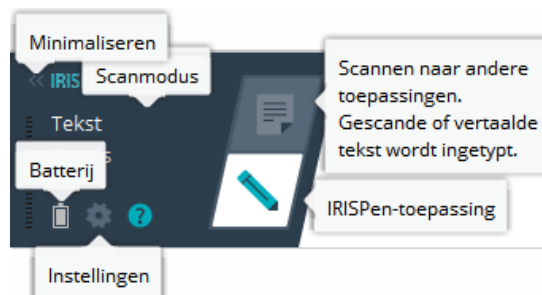 Minimaliseren
IRIS
Scanmodus
Scannen naar andere
toepassingen.
Gescande of vertaalde
tekst wordt ingetypt.
Tekst
Batterij
?
IRISPen-toepassing
Instellingen